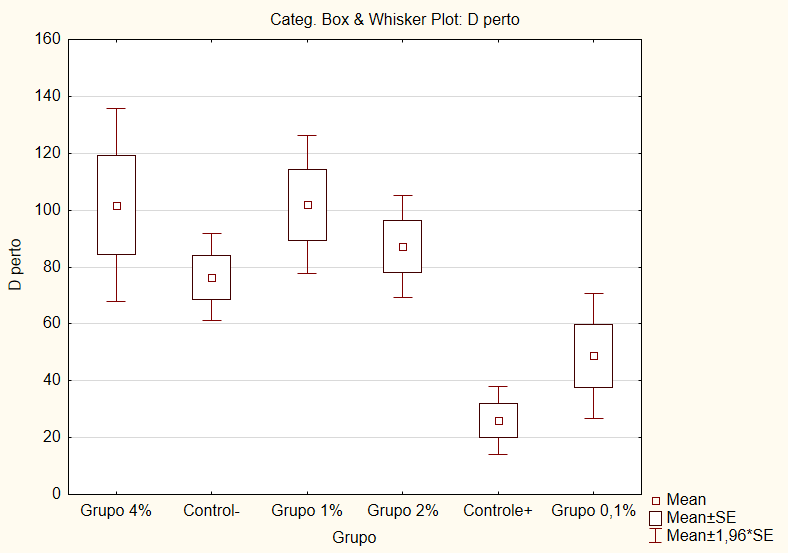 Categ. Box & Whisker Plot: D perto
160
140
120
100
80
60
40
20
0
D perto
Grupo 4% Control- Grupo 1% Grupo 2% Controle+ Grupo 0,1%
Grupo
Mean
Mean±SE
Mean±1,96*SE